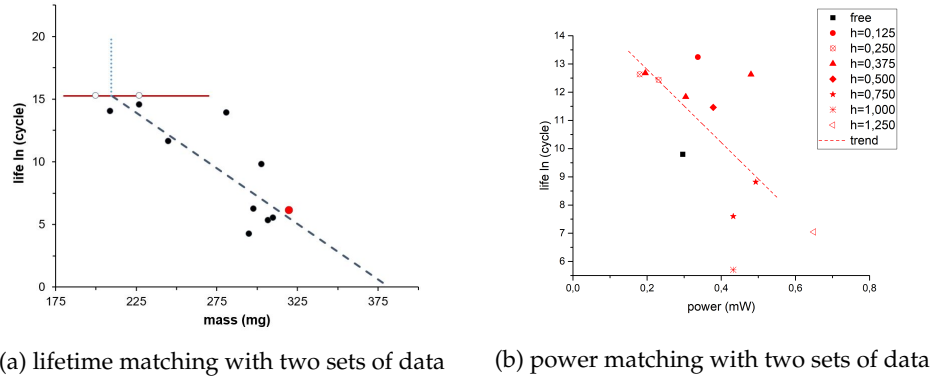 20
15
10
5
0
175
225
275
325
375
life ln (cycle)
mass (mg)
free
h=0,125
h=0,250
h=0,375
h=0,500
h=0,750
h=1,000
h=1,250
trend
14
13
12
11
10
9
8
7
6
0,0
0,2
0,4
0,6
0,8
life ln (cycle)
power (mW)
(a) lifetime matching with two sets of data
(b) power matching with two sets of data